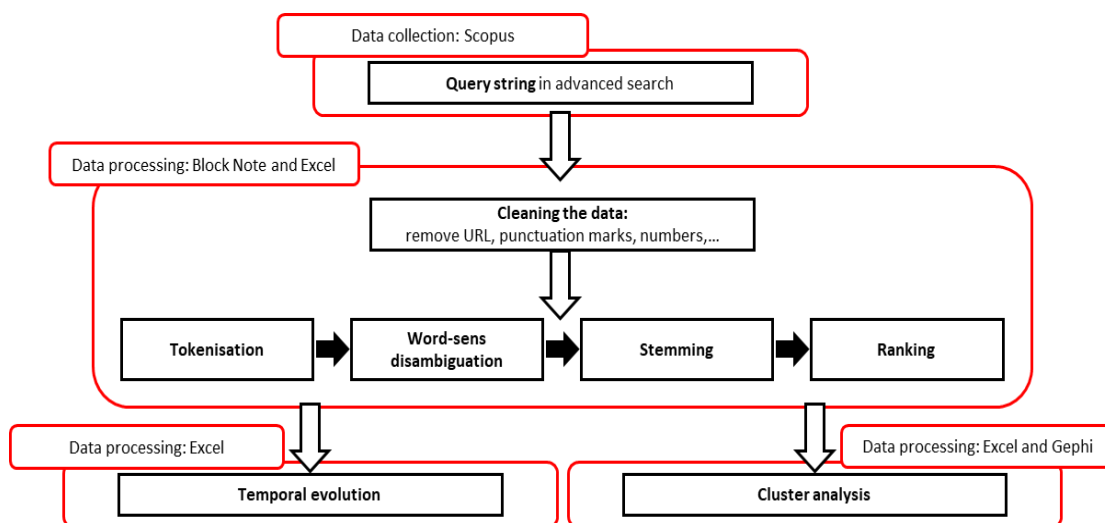 Data collection: Scopus
Query string in advanced search
Data processing: Block Note and Excel
Cleaning the data:
remove URL, punctuation marks, numbers,...
Tokenisation
Word-sens
disambiguation
Stemming
Ranking
Data processing: Excel
Temporal evolution
Data processing: Excel and Gephi
Cluster analysis